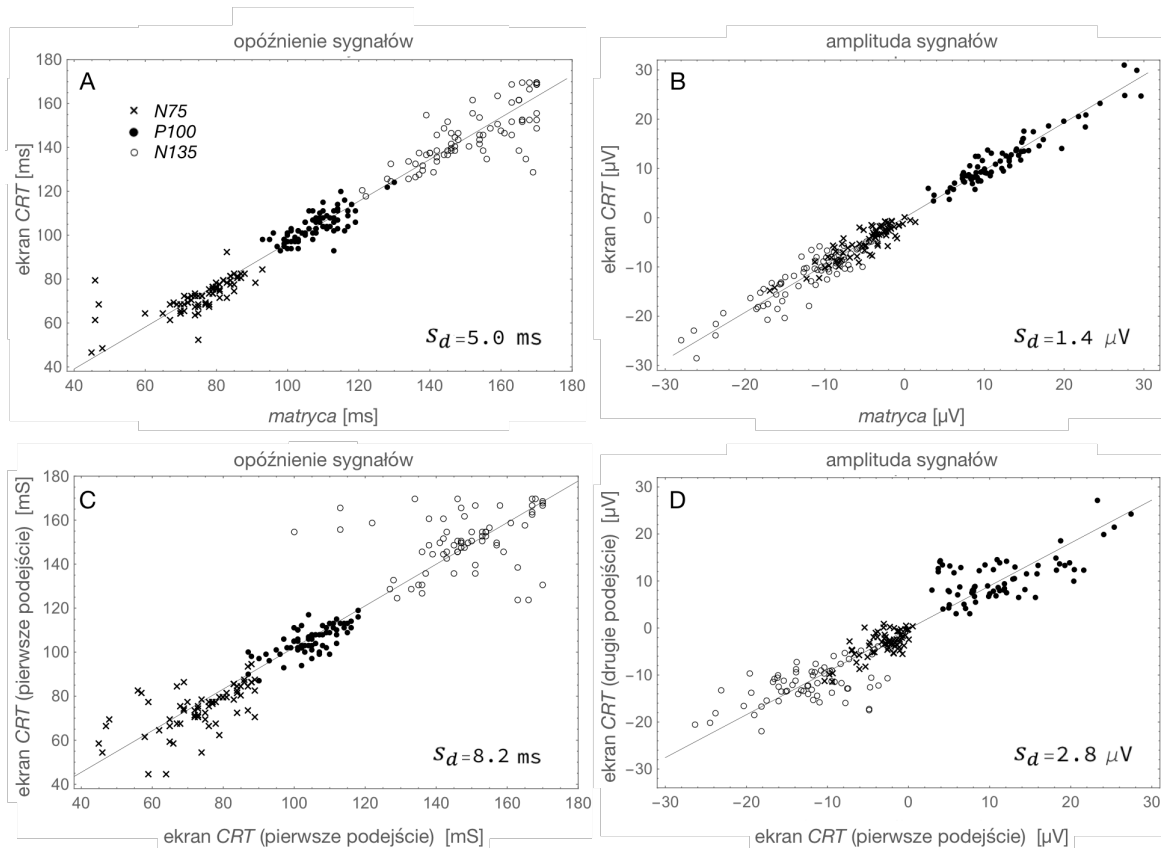 opóźnienie sygnałów
A
× N75
● P100
○ N135
180
160
140
120
100
80
60
40
ekran CRT [ms]
40 60 80 100 120 140 160 180
matryca [ms]
s_d=5.0 ms
amplituda sygnałów
B
30
20
10
0
−10
−20
−30
ekran CRT [µV]
−30 −20 −10 0 10 20 30
matryca [µV]
s_d=1.4 µV
opóźnienie sygnałów
C
180
160
140
120
100
80
60
40
ekran CRT (pierwsze podejście) [mS]
40 60 80 100 120 140 160 180
ekran CRT (pierwsze podejście) [mS]
s_d=8.2 ms
amplituda sygnałów
D
30
20
10
0
−10
−20
−30
ekran CRT (drugie podejście) [µV]
−30 −20 −10 0 10 20 30
ekran CRT (pierwsze podejście) [µV]
s_d=2.8 µV